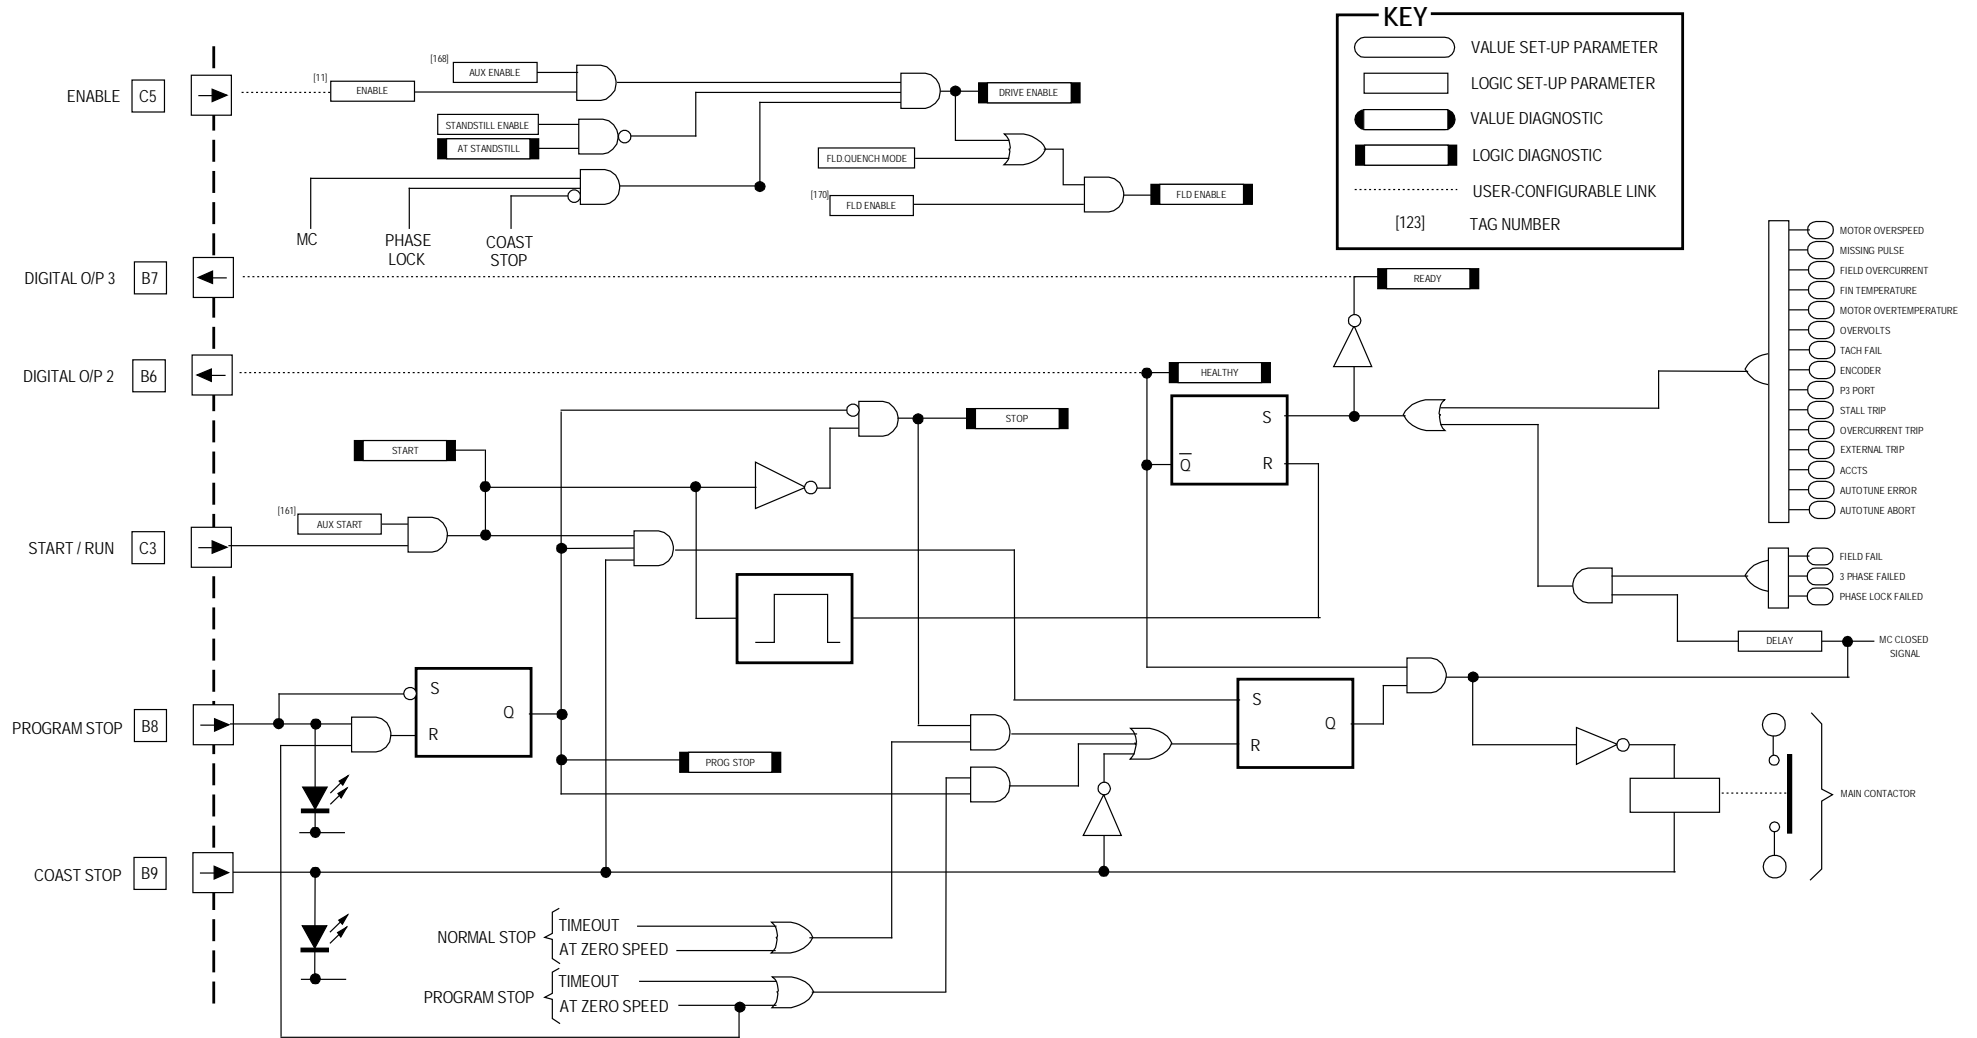 KEY
VALUE SET-UP PARAMETER
LOGIC SET-UP PARAMETER
VALUE DIAGNOSTIC
LOGIC DIAGNOSTIC
USER-CONFIGURABLE LINK
[123] TAG NUMBER
ENABLE C5
[11]
ENABLE
[168]
AUX ENABLE
STANDSTILL ENABLE
AT STANDSTILL
DRIVE ENABLE
FLD.QUENCH MODE
[170]
FLD ENABLE
FLD ENABLE
MC
PHASE
LOCK
COAST
STOP
DIGITAL O/P 3 B7
READY
DIGITAL O/P 2 B6
HEALTHY
STOP
START
[161]
AUX START
START / RUN C3
S
Q
R
MOTOR OVERSPEED
MISSING PULSE
FIELD OVERCURRENT
FIN TEMPERATURE
MOTOR OVERTEMPERATURE
OVERVOLTS
TACH FAIL
ENCODER
P3 PORT
STALL TRIP
OVERCURRENT TRIP
EXTERNAL TRIP
ACCTS
AUTOTUNE ERROR
AUTOTUNE ABORT
FIELD FAIL
3 PHASE FAILED
PHASE LOCK FAILED
DELAY
MC CLOSED
SIGNAL
PROGRAM STOP B8
S
Q
R
PROG STOP
S
Q
R
MAIN CONTACTOR
COAST STOP B9
NORMAL STOP
TIMEOUT
AT ZERO SPEED
PROGRAM STOP
TIMEOUT
AT ZERO SPEED